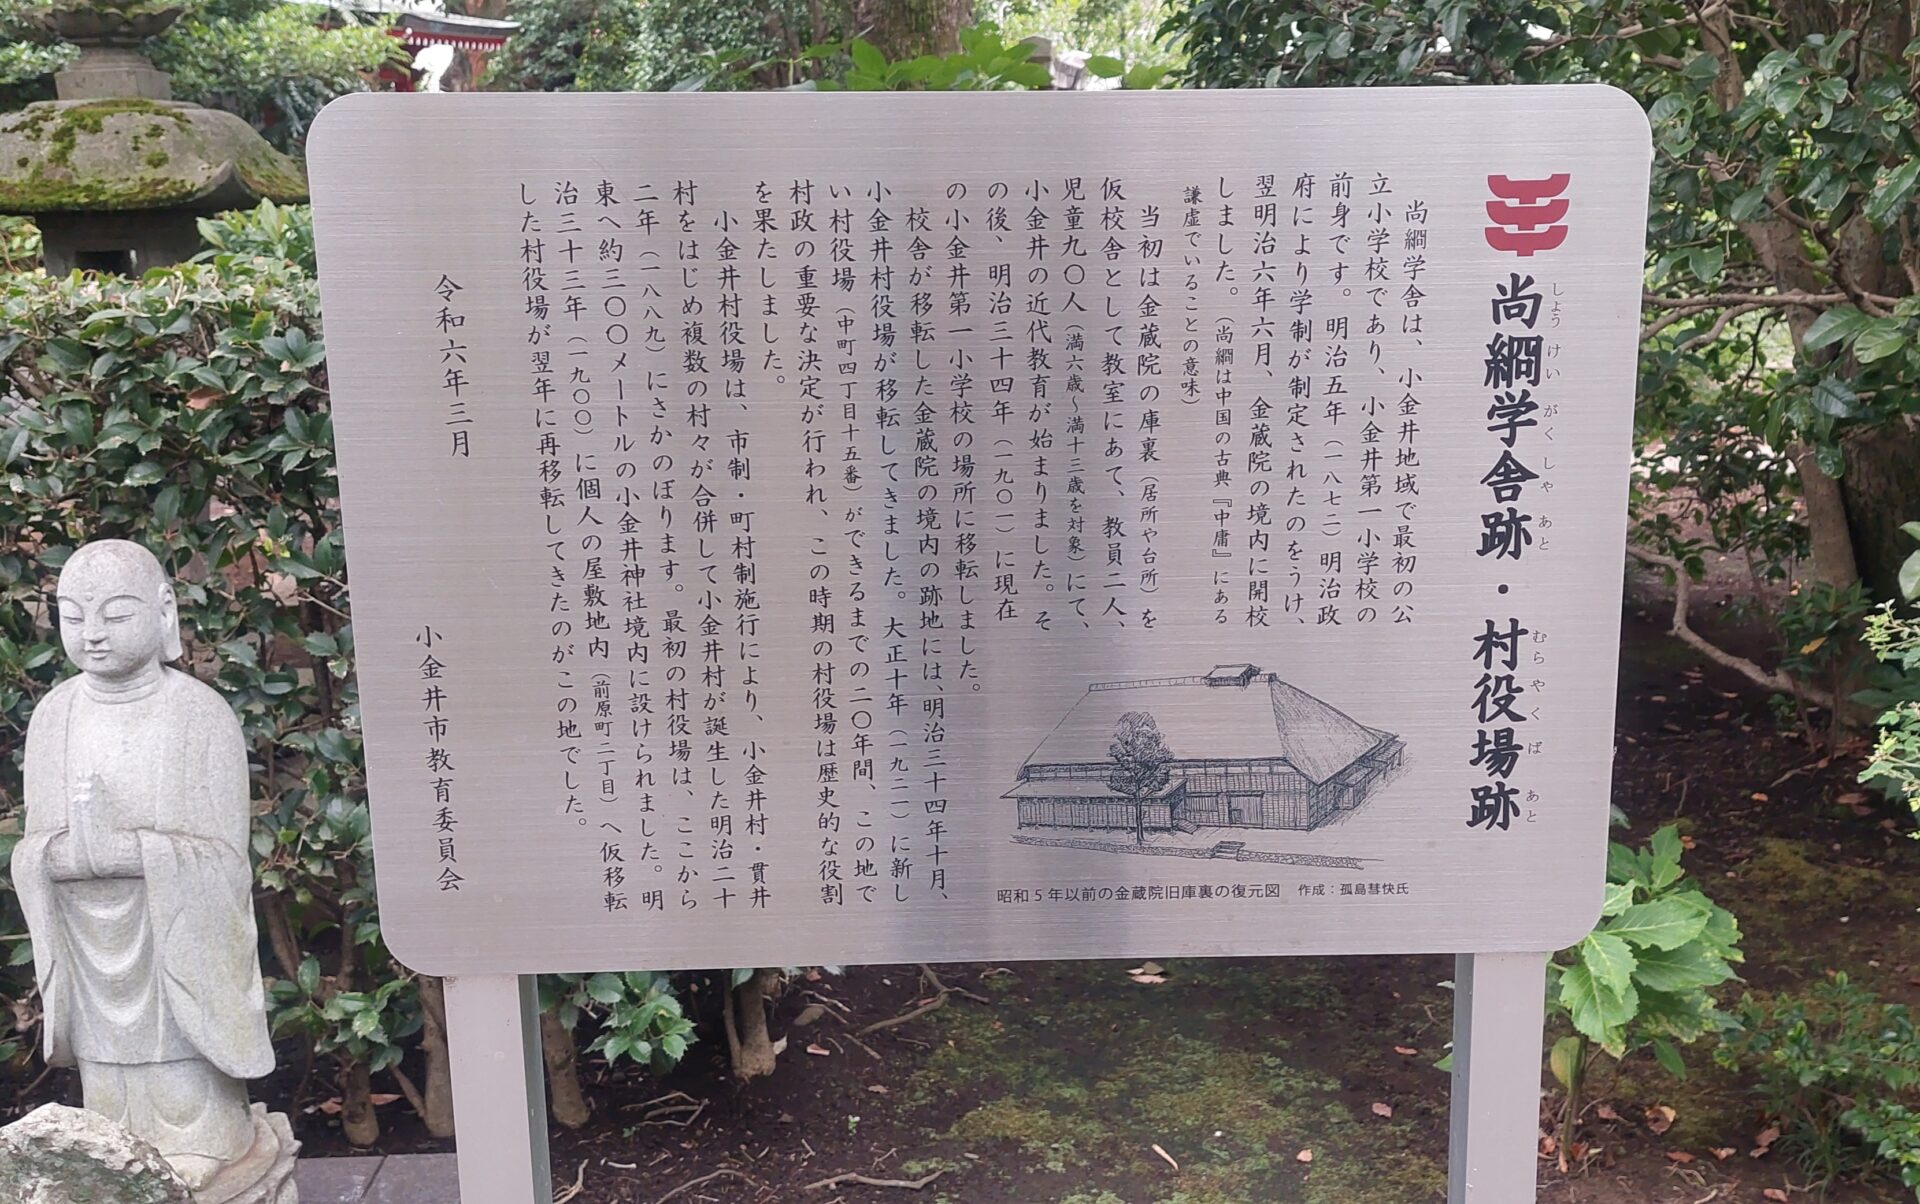 尚絅学舎跡・村役場跡
しょうけいがくしゃあと
むらやくばあと
尚絅学舎は、小金井地域で最初の公
立小学校であり、小金井第一小学校の
前身です。明治五年（一八七二）明治政
府により学制が制定されたのをうけ、
翌明治六年六月、金蔵院の境内に開校
しました。（尚絅は中国の古典『中庸』にある
謙虚でいることの意味）
当初は金蔵院の庫裏（居所や台所）を
仮校舎として教室にあて、教員二人、
児童九〇人（満六歳～満十三歳を対象）にて、
小金井の近代教育が始まりました。そ
の後、明治三十四年（一九〇一）に現在
の小金井第一小学校の場所に移転しました。
校舎が移転した金蔵院の境内の跡地には、明治三十四年十月、
小金井村役場が移転してきました。大正十年（一九二一）に新し
い村役場（中町四丁目十五番）ができるまでの二〇年間、この地で
村政の重要な決定が行われ、この時期の村役場は歴史的な役割
を果たしました。
小金井村役場は、市制・町村制施行により、小金井村・貫井
村をはじめ複数の村々が合併して小金井村が誕生した明治二十
二年（一八八九）にさかのぼります。最初の村役場は、ここから
東へ約三〇〇メートルの小金井神社境内に設けられました。明
治三十三年（一九〇〇）に個人の屋敷地内（前原町二丁目）へ仮移転
した村役場が翌年に再移転してきたのがこの地でした。
令和六年三月
小金井市教育委員会
昭和5年以前の金蔵院旧庫裏の復元図　作成：孤島彗快氏